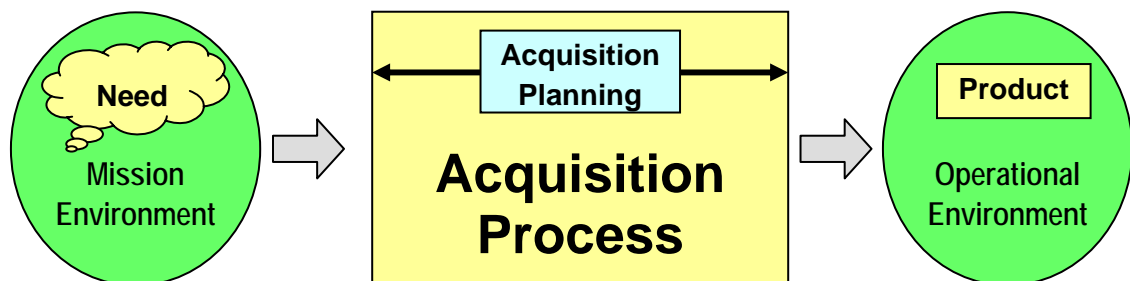 Need
Mission
Environment
Acquisition
Planning
Acquisition
Process
Product
Operational
Environment